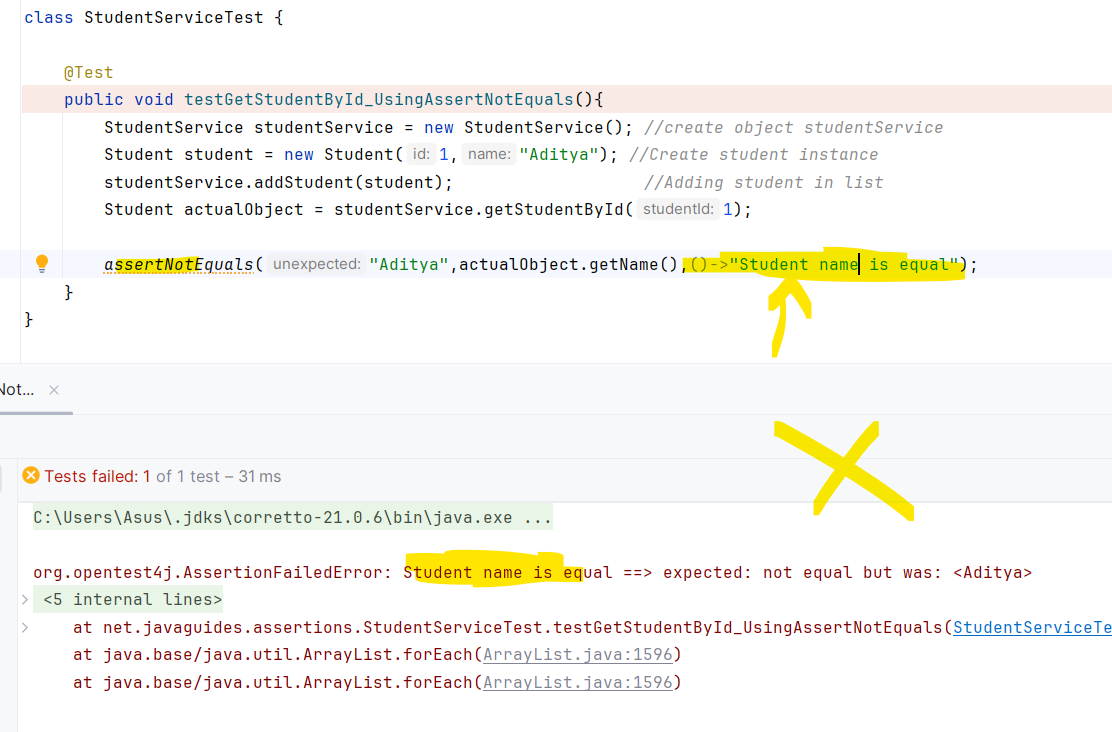 class StudentServiceTest {
@Test
public void testGetStudentById_UsingAssertNotEquals(){
StudentService studentService = new StudentService(); //create object studentService
Student student = new Student( id: 1, name: "Aditya"); //Create student instance
studentService.addStudent(student); //Adding student in list
Student actualObject = studentService.getStudentById( studentId: 1);
assertNotEquals( unexpected: "Aditya",actualObject.getName(),()->"Student name is equal");
}
}
Not... ×
Tests failed: 1 of 1 test – 31 ms
C:\Users\Asus\.jdks\corretto-21.0.6\bin\java.exe ...
org.opentest4j.AssertionFailedError: Student name is equal ==> expected: not equal but was: <Aditya>
<5 internal lines>
at net.javaguides.assertions.StudentServiceTest.testGetStudentById_UsingAssertNotEquals(StudentServiceTe
at java.base/java.util.ArrayList.forEach(ArrayList.java:1596)
at java.base/java.util.ArrayList.forEach(ArrayList.java:1596)